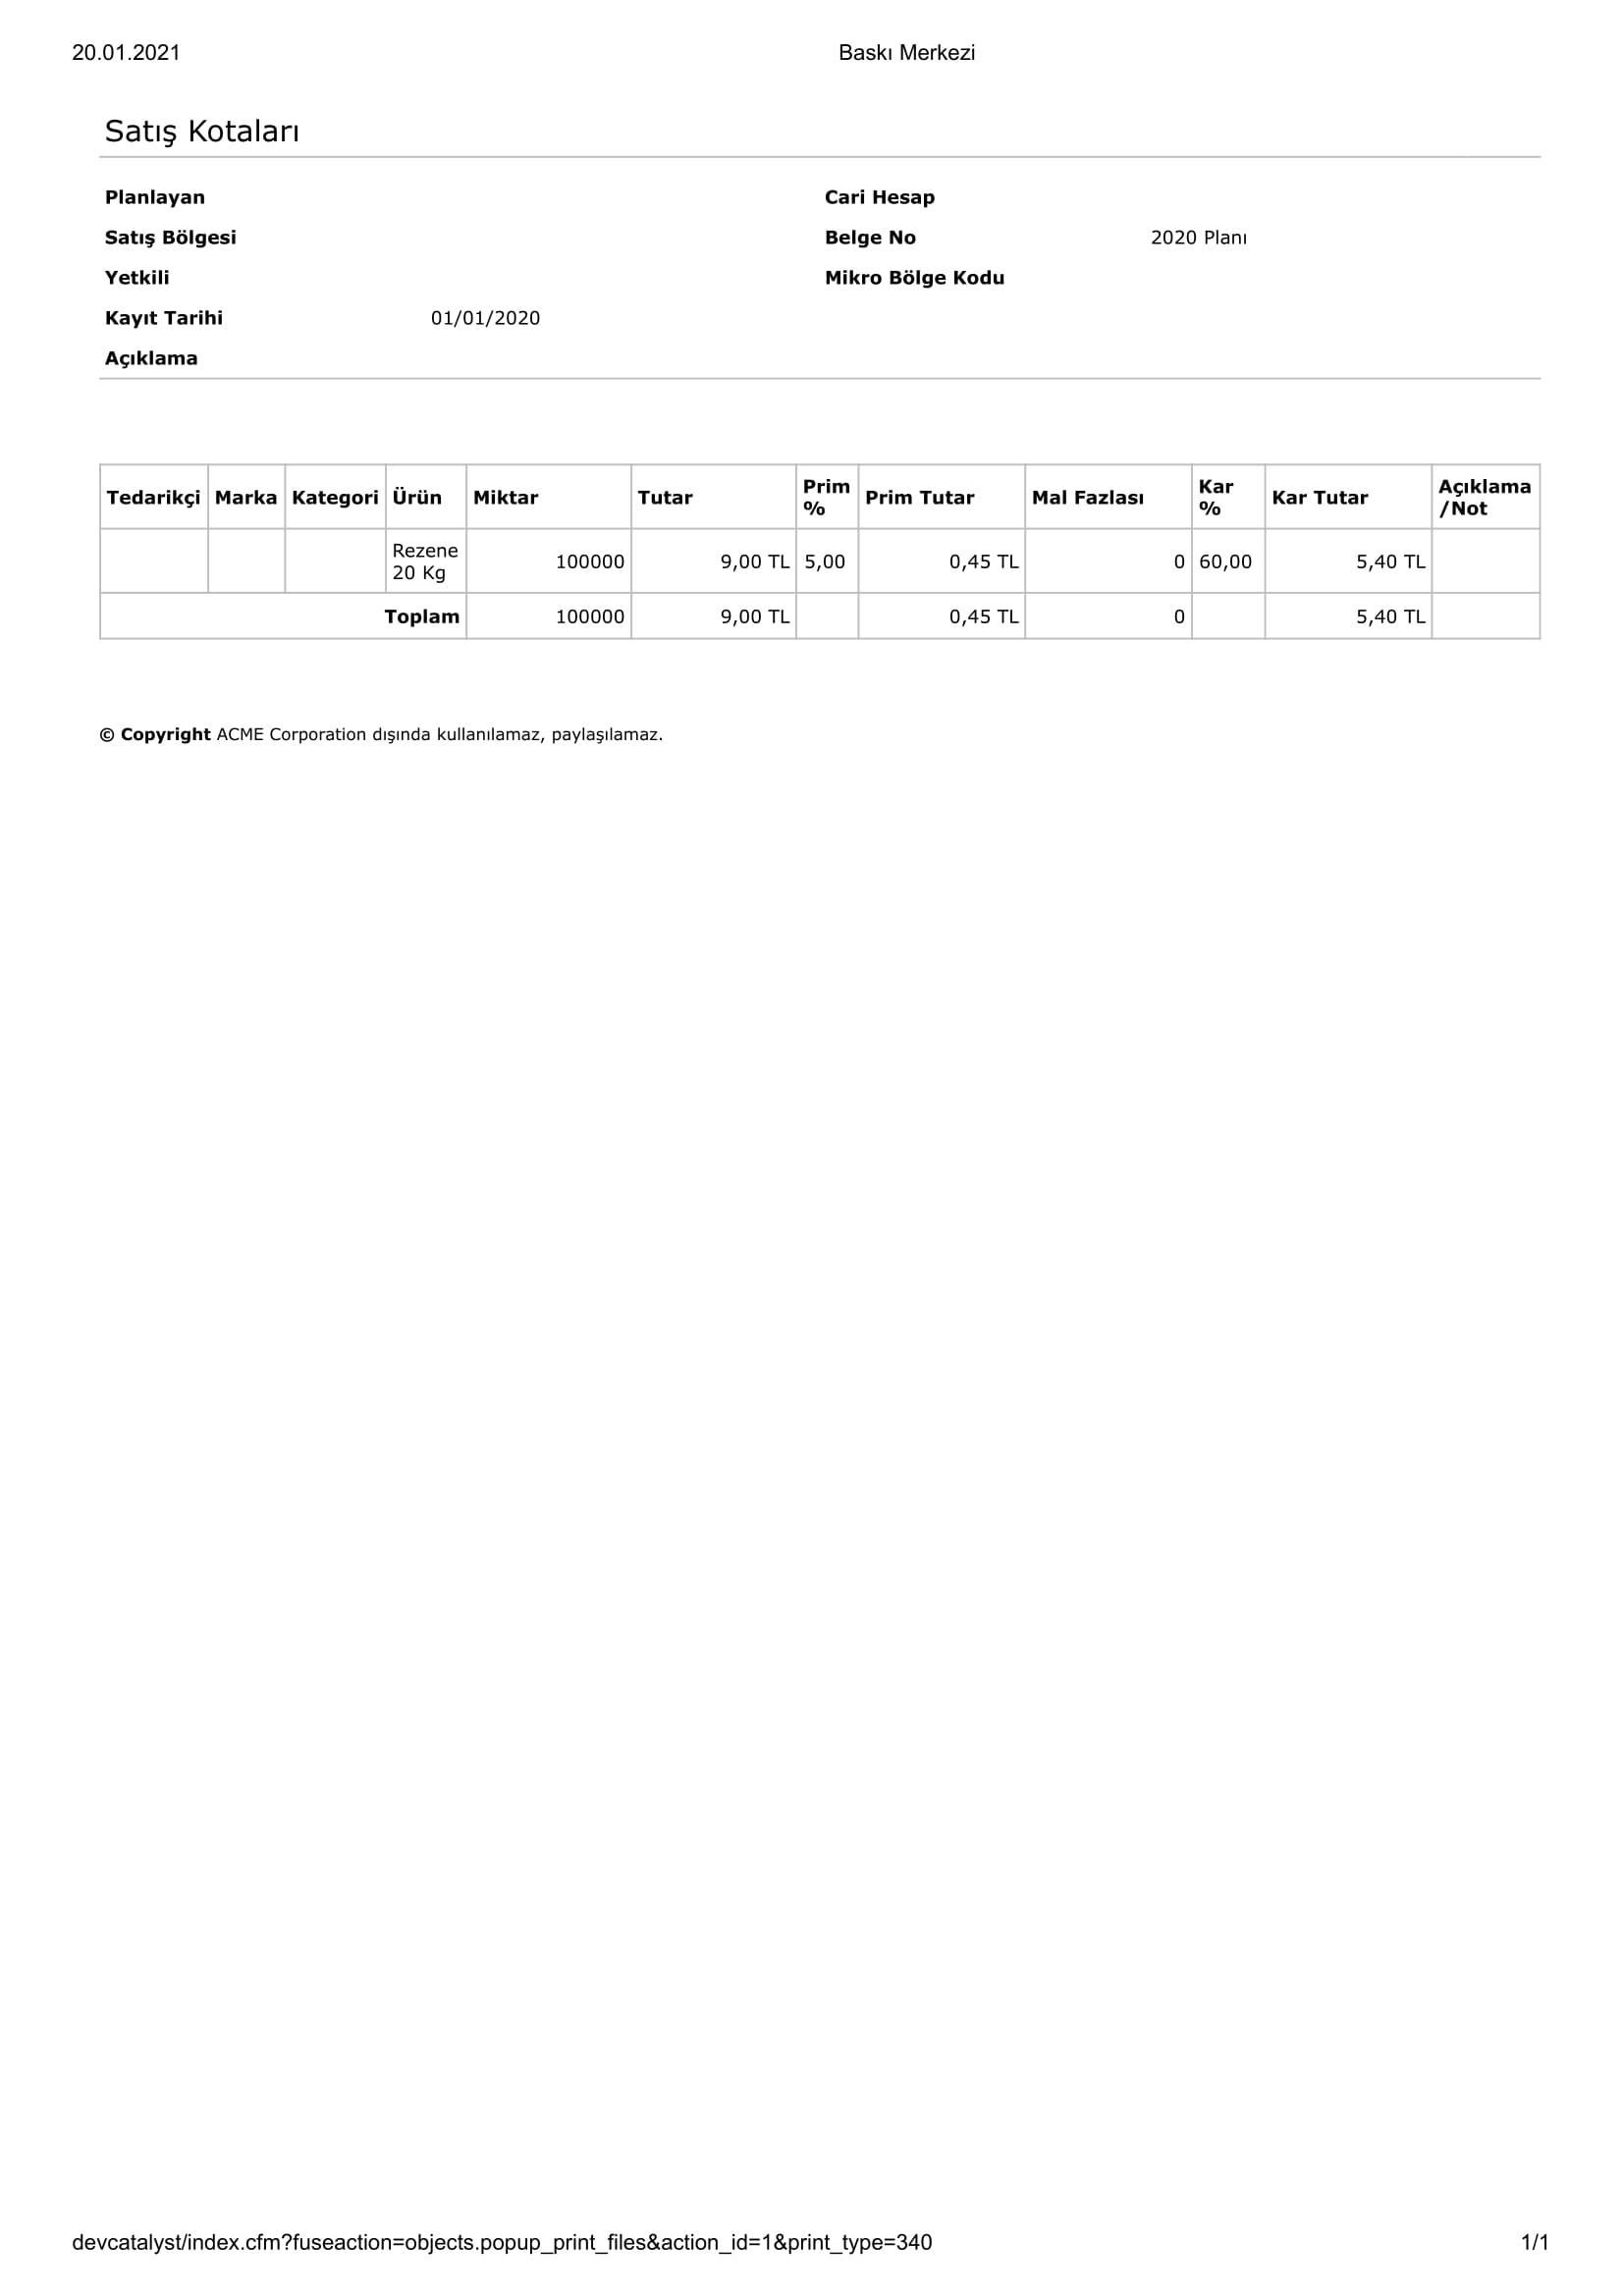 20.01.2021 Baskı Merkezi
Satış Kotaları
Planlayan Cari Hesap
Satış Bölgesi Belge No 2020 Planı
Yetkili Mikro Bölge Kodu
Kayıt Tarihi 01/01/2020
Açıklama
Tedarikçi Marka Kategori Ürün Miktar Tutar Prim % Prim Tutar Mal Fazlası Kar % Kar Tutar Açıklama /Not
Rezene 20 Kg 100000 9,00 TL 5,00 0,45 TL 0 60,00 5,40 TL
Toplam 100000 9,00 TL 0,45 TL 0 5,40 TL
© Copyright ACME Corporation dışında kullanılamaz, paylaşılamaz.
devcatalyst/index.cfm?fuseaction=objects.popup_print_files&action_id=1&print_type=340 1/1